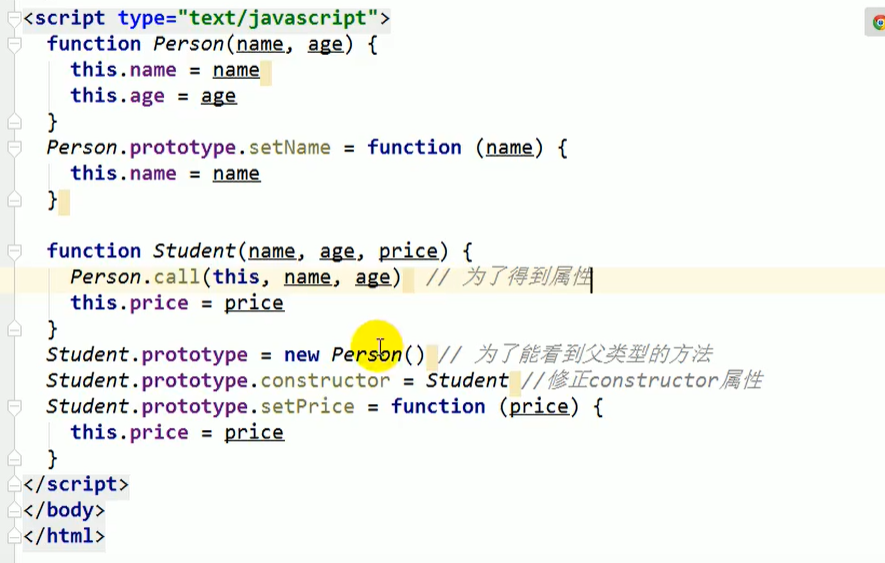 <script type="text/javascript">
function Person(name, age) {
this.name = name
this.age = age
}
Person.prototype.setName = function (name) {
this.name = name
}
function Student(name, age, price) {
Person.call(this, name, age) // 为了得到属性
this.price = price
}
Student.prototype = new Person() // 为了能看到父类型的方法
Student.prototype.constructor = Student //修正constructor属性
Student.prototype.setPrice = function (price) {
this.price = price
}
</script>
</body>
</html>